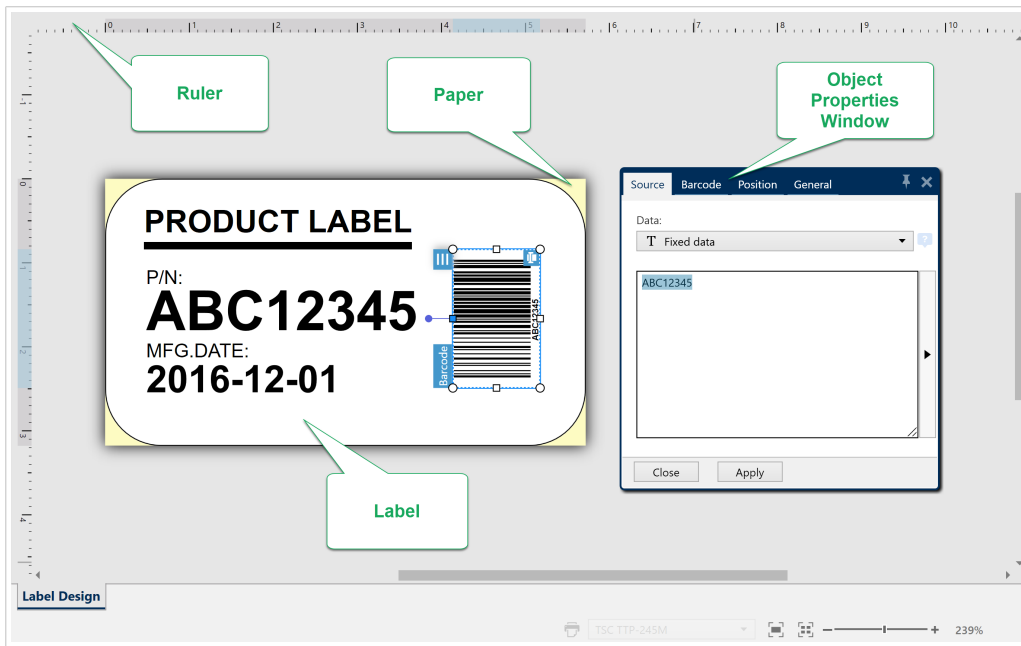 0 1 2 3 4 5 6 7 8 9 10
Ruler
Paper
Object
Properties
Window
-1
0
1
2
3
4
PRODUCT LABEL
P/N:
ABC12345
MFG.DATE:
2016-12-01
Barcode
ABC12345
Source Barcode Position General
Data:
T Fixed data
?
ABC12345
Close Apply
Label
Label Design
TSC TTP-245M
239%